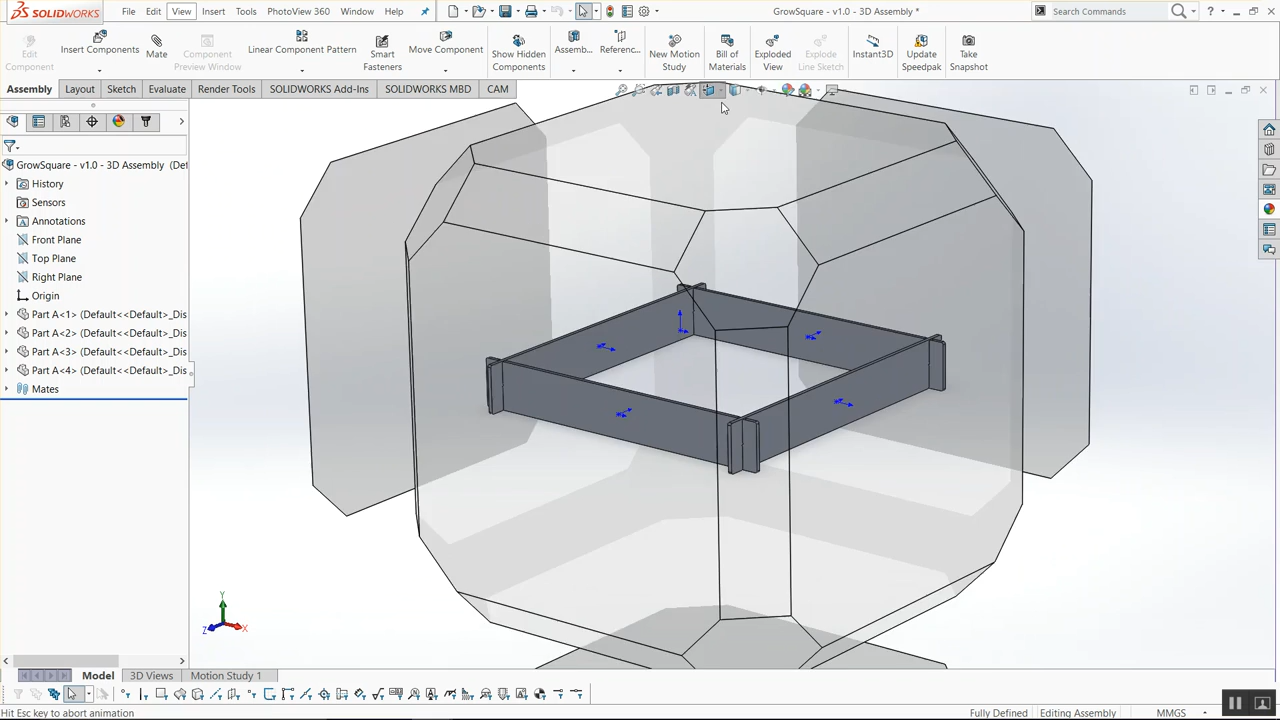 SOLIDWORKS
File
Edit
View
Insert
Tools
PhotoView 360
Window
Help
GrowSquare - v1.0 - 3D Assembly *
Search Commands
Edit Component
Insert Components
Mate
Component Preview Window
Linear Component Pattern
Smart Fasteners
Move Component
Show Hidden Components
Assemb...
Referen...
New Motion Study
Bill of Materials
Exploded View
Explode Line Sketch
Instant3D
Update Speedpak
Take Snapshot
Assembly
Layout
Sketch
Evaluate
Render Tools
SOLIDWORKS Add-Ins
SOLIDWORKS MBD
CAM
GrowSquare - v1.0 - 3D Assembly (Det
History
Sensors
Annotations
Front Plane
Top Plane
Right Plane
Origin
Part A<1> (Default<<Default>_Dis
Part A<2> (Default<<Default>_Dis
Part A<3> (Default<<Default>_Dis
Part A<4> (Default<<Default>_Dis
Mates
Y
Z
X
Model
3D Views
Motion Study 1
Hit Esc key to abort animation
Fully Defined
Editing Assembly
MMGS